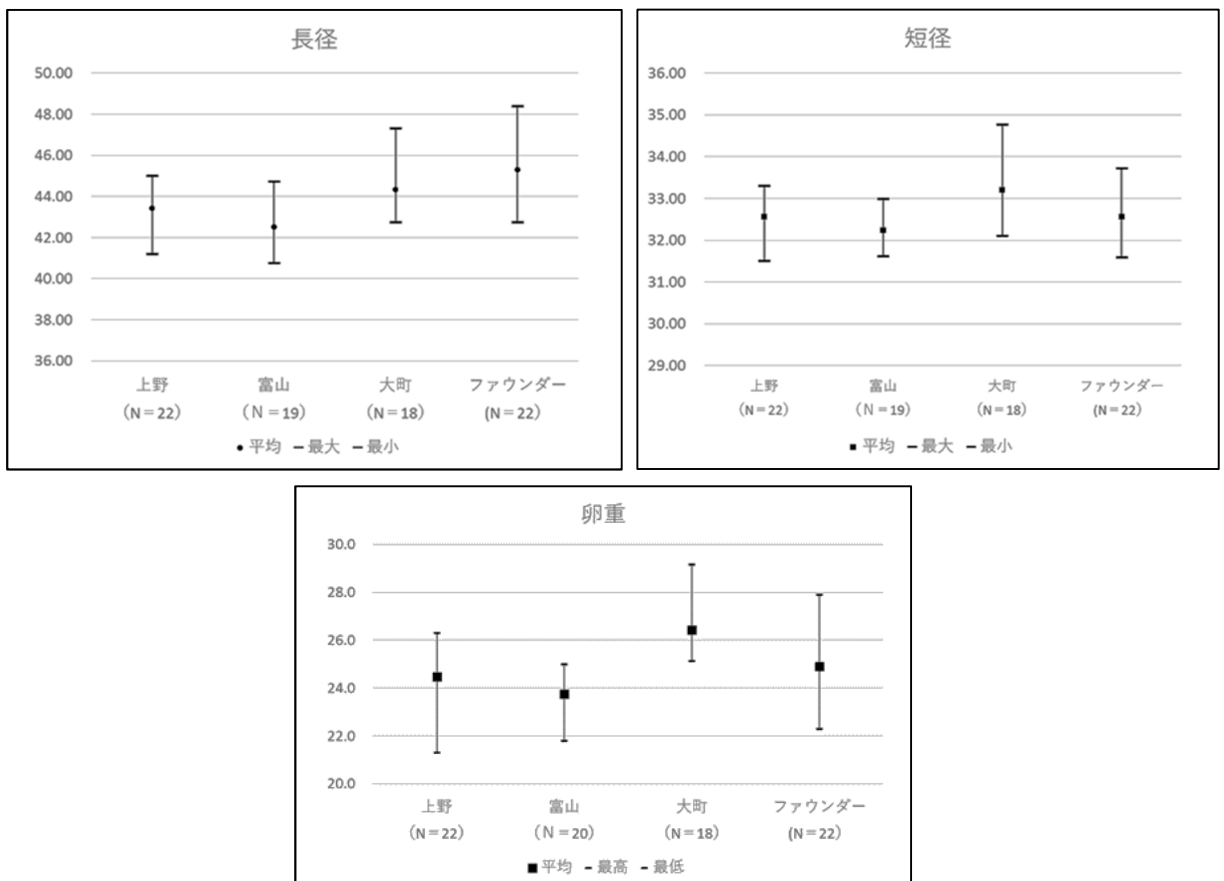 長径
50.00
48.00
46.00
44.00
42.00
40.00
38.00
36.00
上野 富山 大町 ファウンダー
（N＝22） （Ｎ＝19） （N＝18） (N＝22）
平均 最大 最小
短径
36.00
35.00
34.00
33.00
32.00
31.00
30.00
29.00
上野 富山 大町 ファウンダー
（N＝22） （Ｎ＝19） （N＝18） (N＝22）
平均 最大 最小
卵重
30.0
28.0
26.0
24.0
22.0
20.0
上野 富山 大町 ファウンダー
（N＝22） （Ｎ＝20） （N＝18） (N＝22）
平均 最高 最低